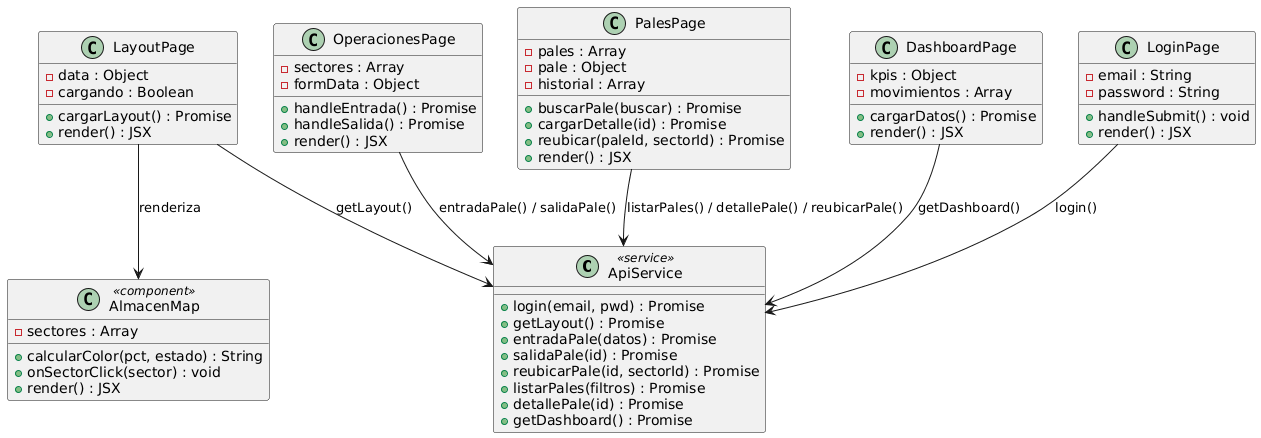 C LayoutPage
data : Object
cargando : Boolean
cargarLayout() : Promise
render() : JSX
C OperacionesPage
sectores : Array
formData : Object
handleEntrada() : Promise
handleSalida() : Promise
render() : JSX
C PalesPage
pales : Array
pale : Object
historial : Array
buscarPale(buscar) : Promise
cargarDetalle(id) : Promise
reubicar(paleId, sectorId) : Promise
render() : JSX
C DashboardPage
kpis : Object
movimientos : Array
cargarDatos() : Promise
render() : JSX
C LoginPage
email : String
password : String
handleSubmit() : void
render() : JSX
renderiza
getLayout()
entradaPale() / salidaPale()
listarPales() / detallePale() / reubicarPale()
getDashboard()
login()
C «component»
AlmacenMap
sectores : Array
calcularColor(pct, estado) : String
onSectorClick(sector) : void
render() : JSX
C «service»
ApiService
login(email, pwd) : Promise
getLayout() : Promise
entradaPale(datos) : Promise
salidaPale(id) : Promise
reubicarPale(id, sectorId) : Promise
listarPales(filtros) : Promise
detallePale(id) : Promise
getDashboard() : Promise